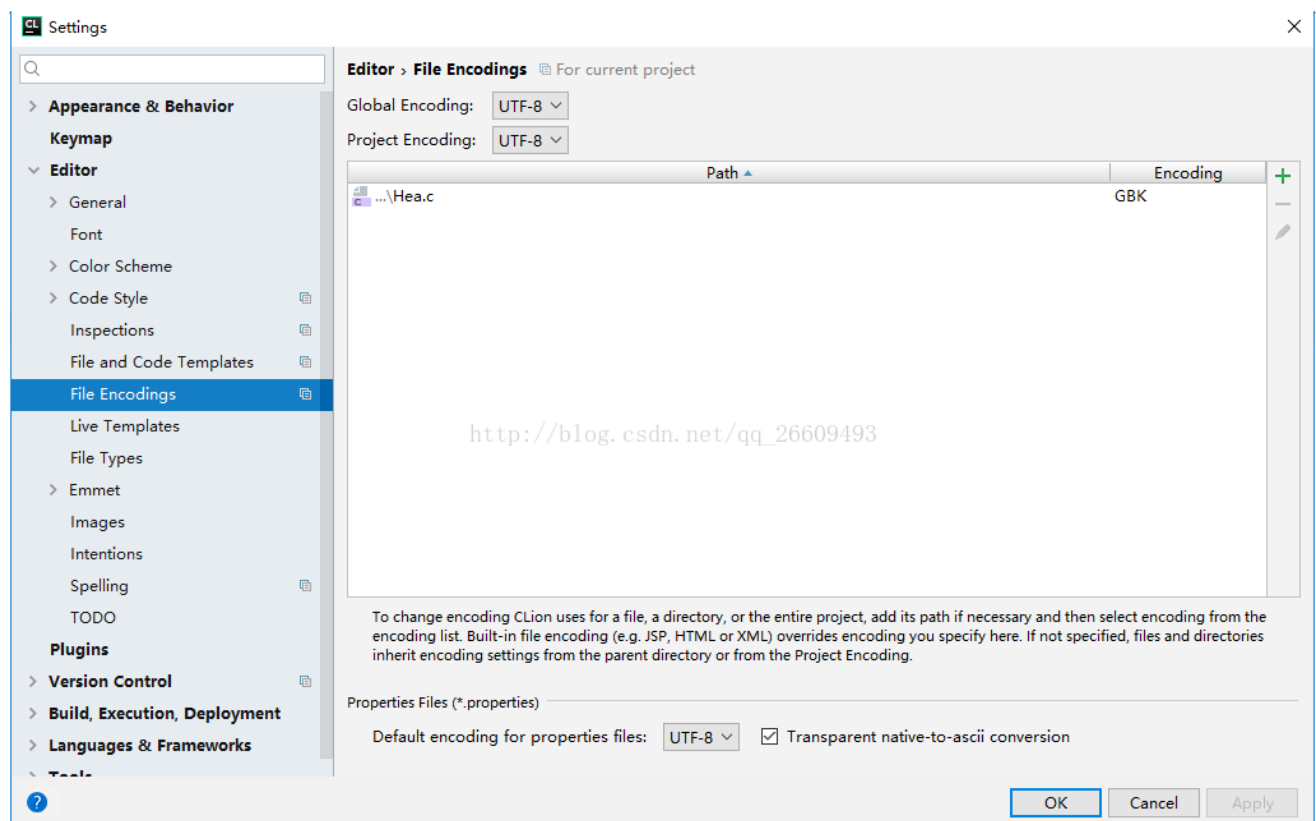 CL Settings
Editor › File Encodings For current project
Appearance & Behavior
Global Encoding: UTF-8
Keymap
Project Encoding: UTF-8
Editor
Path Encoding
...\Hea.c GBK
General
Font
Color Scheme
Code Style
Inspections
File and Code Templates
File Encodings
Live Templates
http://blog.csdn.net/qq_26609493
File Types
Emmet
Images
Intentions
Spelling
TODO
To change encoding CLion uses for a file, a directory, or the entire project, add its path if necessary and then select encoding from the
encoding list. Built-in file encoding (e.g. JSP, HTML or XML) overrides encoding you specify here. If not specified, files and directories
inherit encoding settings from the parent directory or from the Project Encoding.
Plugins
Version Control
Properties Files (*.properties)
Build, Execution, Deployment
Default encoding for properties files: UTF-8 Transparent native-to-ascii conversion
Languages & Frameworks
Tools
OK Cancel Apply